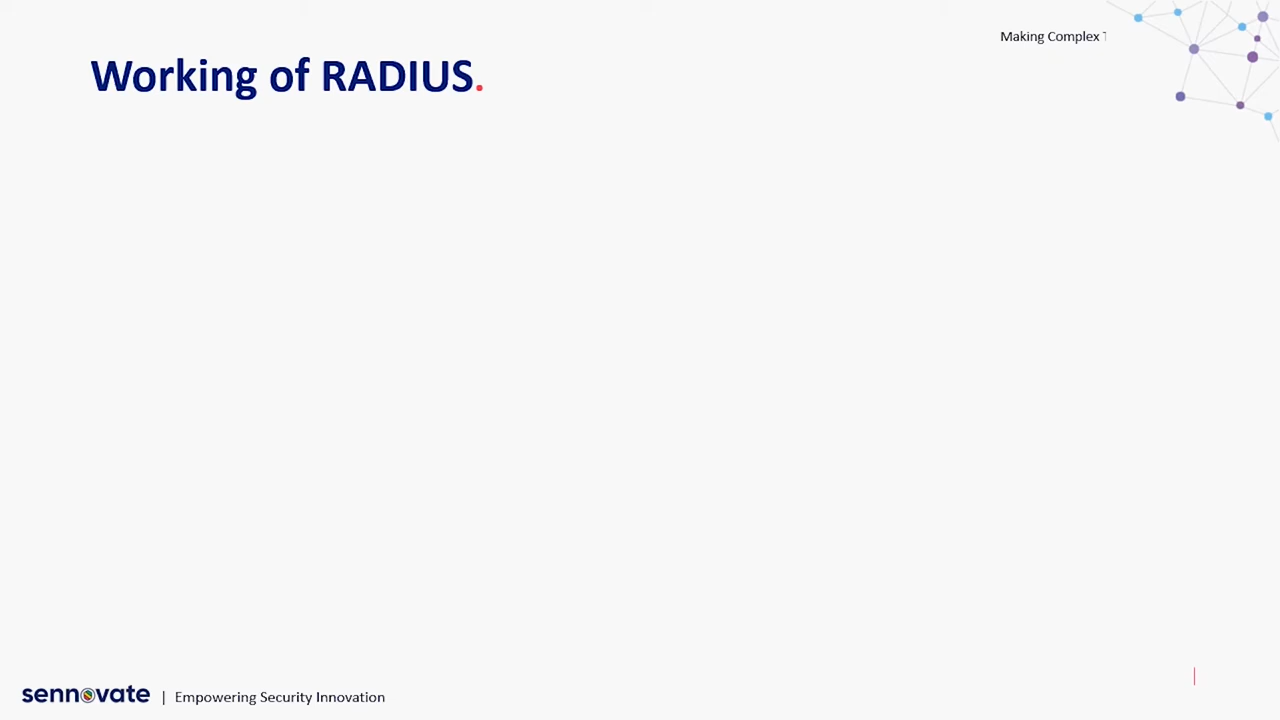 Making Complex
Working of RADIUS.
sennovate | Empowering Security Innovation